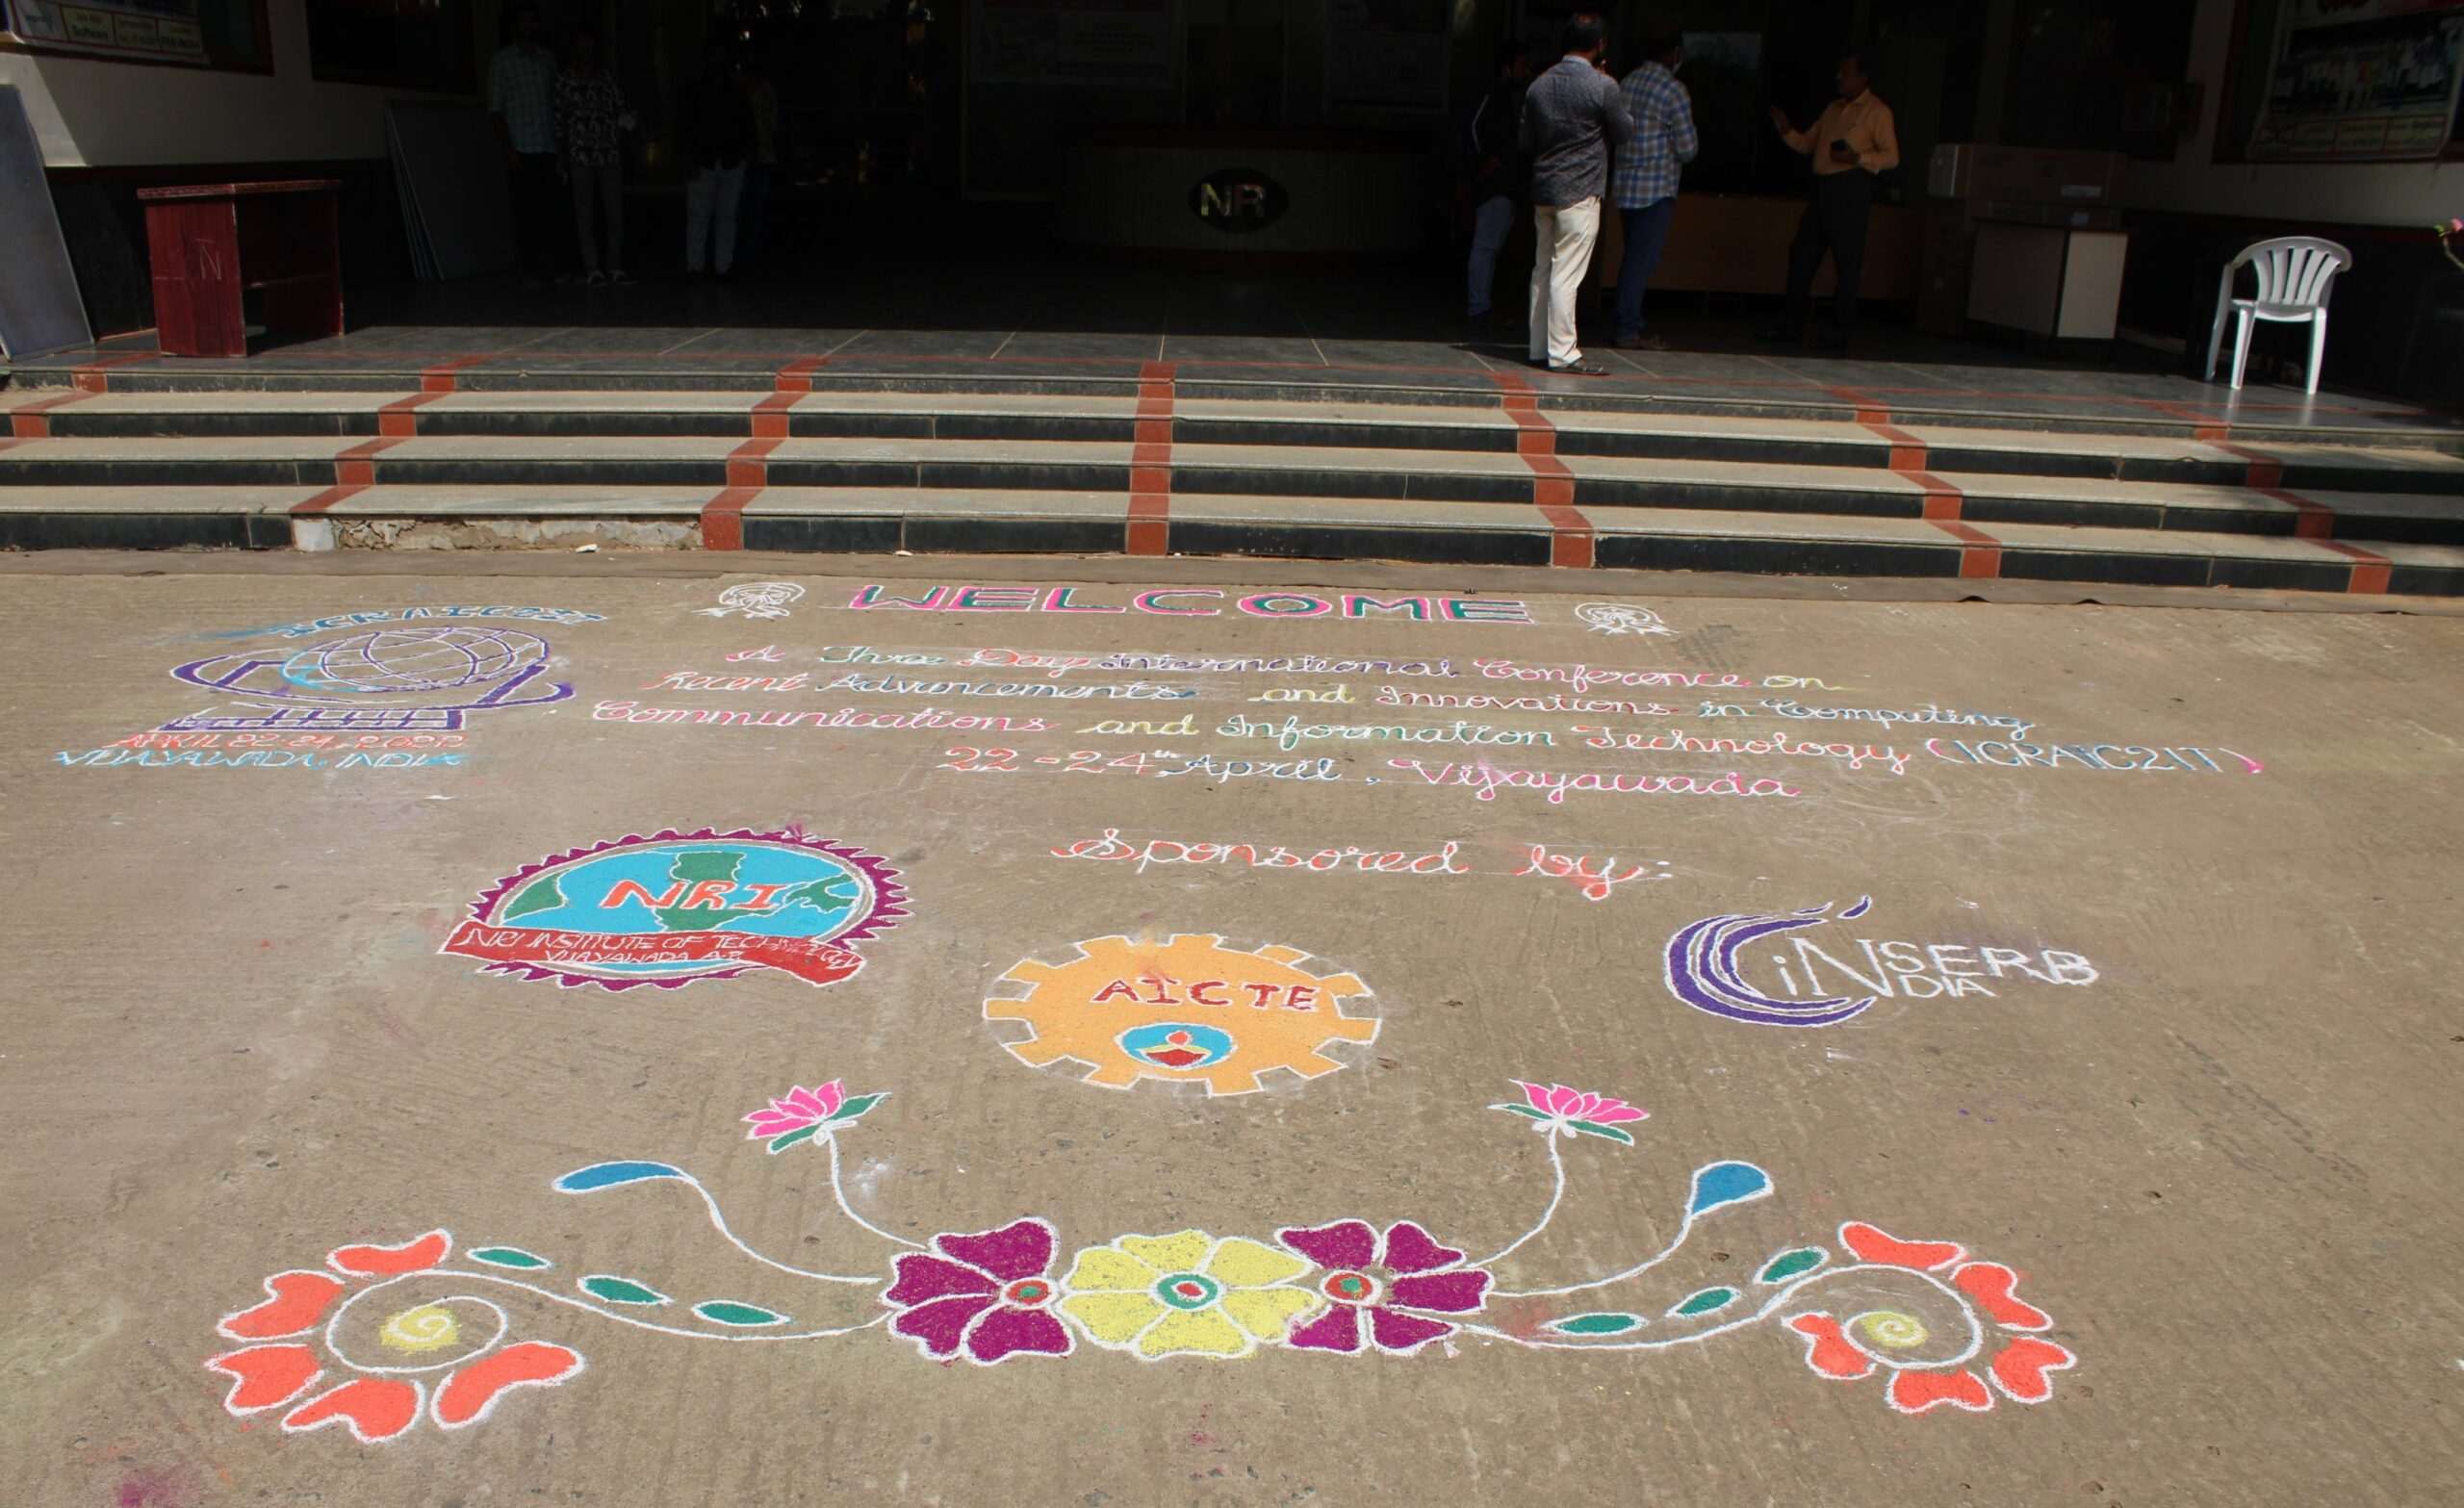 Software
NR
WELCOME
A Three Day International Conference on
Recent Advancements and Innovations in Computing
Communications and Information Technology (ICRAIC2IT)
22-24th April, Vijayawada
ICRAIC2IT
APRIL 22-24, 2022
VIJAYAWADA, INDIA
Sponsored by:
NRI
NRI INSTITUTE OF TECHNOLOGY
VIJAYAWADA A.P
AICTE
iNSERB
INDIA